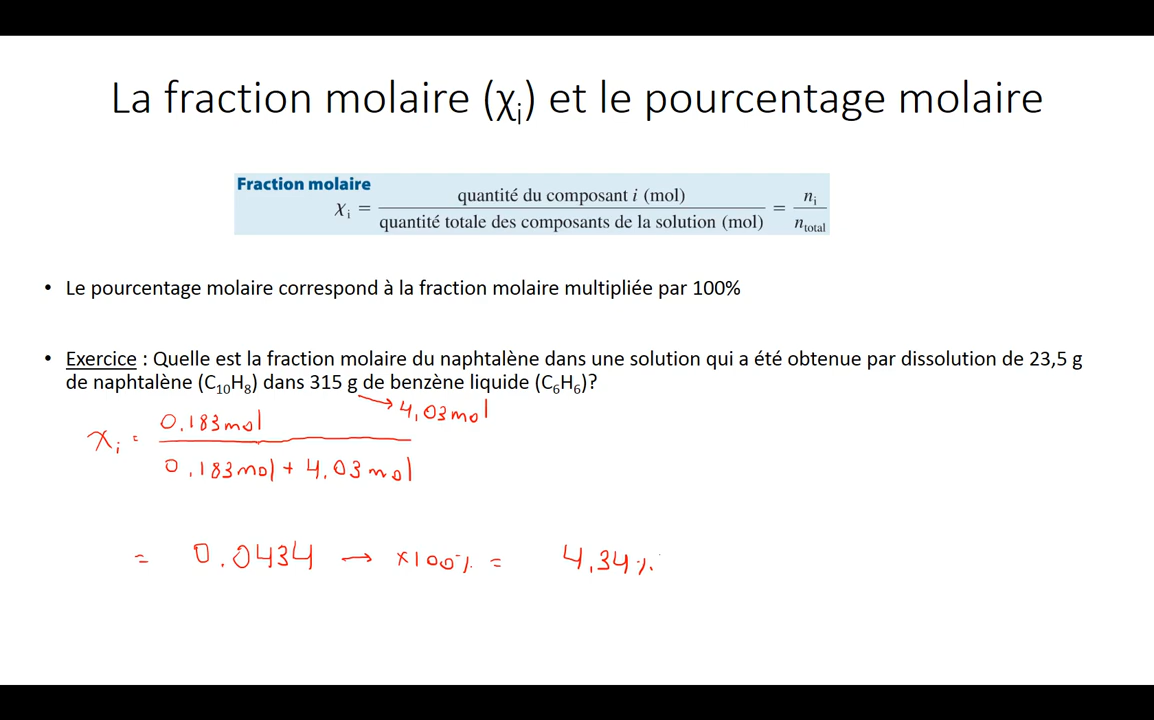 La fraction molaire (χi) et le pourcentage molaire
Fraction molaire
χi = quantité du composant i (mol) / quantité totale des composants de la solution (mol) = ni / ntotal
• Le pourcentage molaire correspond à la fraction molaire multipliée par 100%
• Exercice : Quelle est la fraction molaire du naphtalène dans une solution qui a été obtenue par dissolution de 23,5 g
de naphtalène (C10H8) dans 315 g de benzène liquide (C6H6)?
→ 4,03 mol
χi = 0.183 mol / 0.183 mol + 4,03 mol
= 0.0434 → x100% = 4,34%